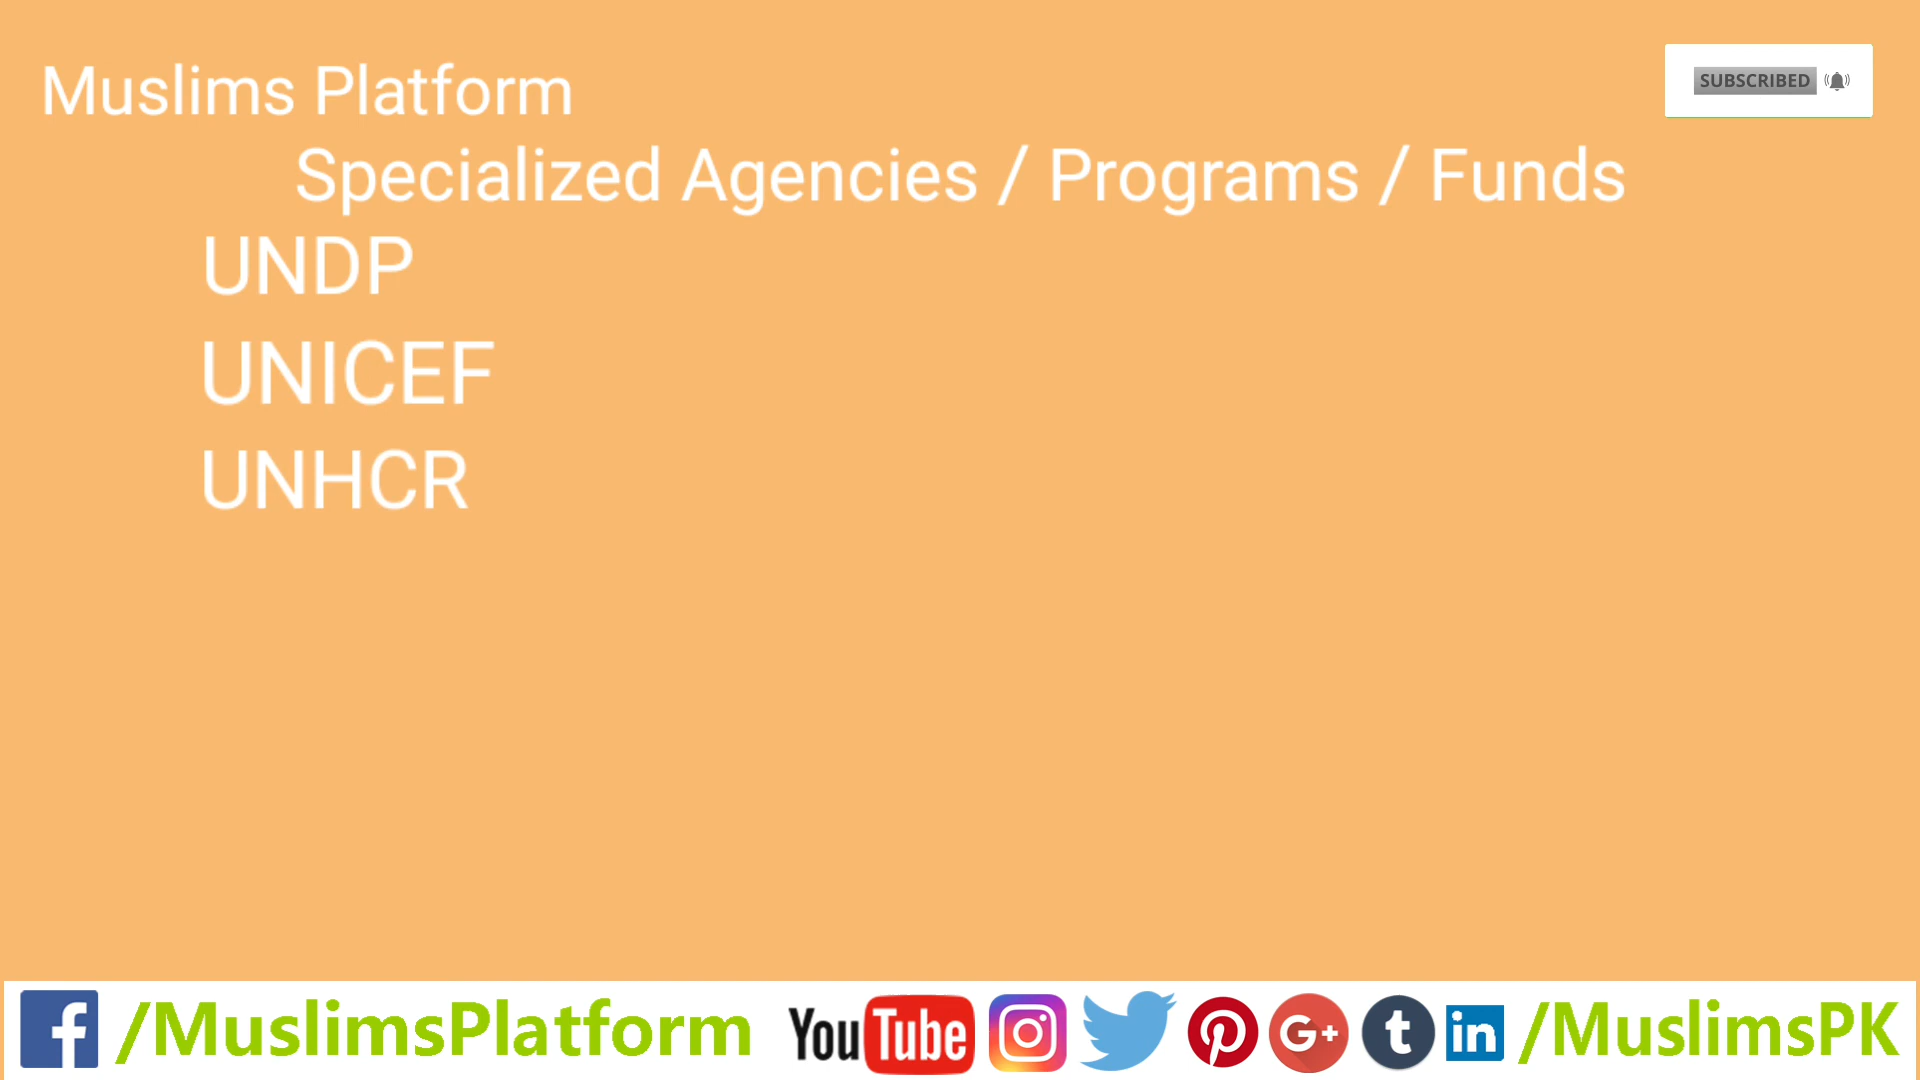 Muslims Platform
SUBSCRIBED
Specialized Agencies / Programs / Funds
UNDP
UNICEF
UNHCR
f /MuslimsPlatform YouTube G+ t in /MuslimsPK